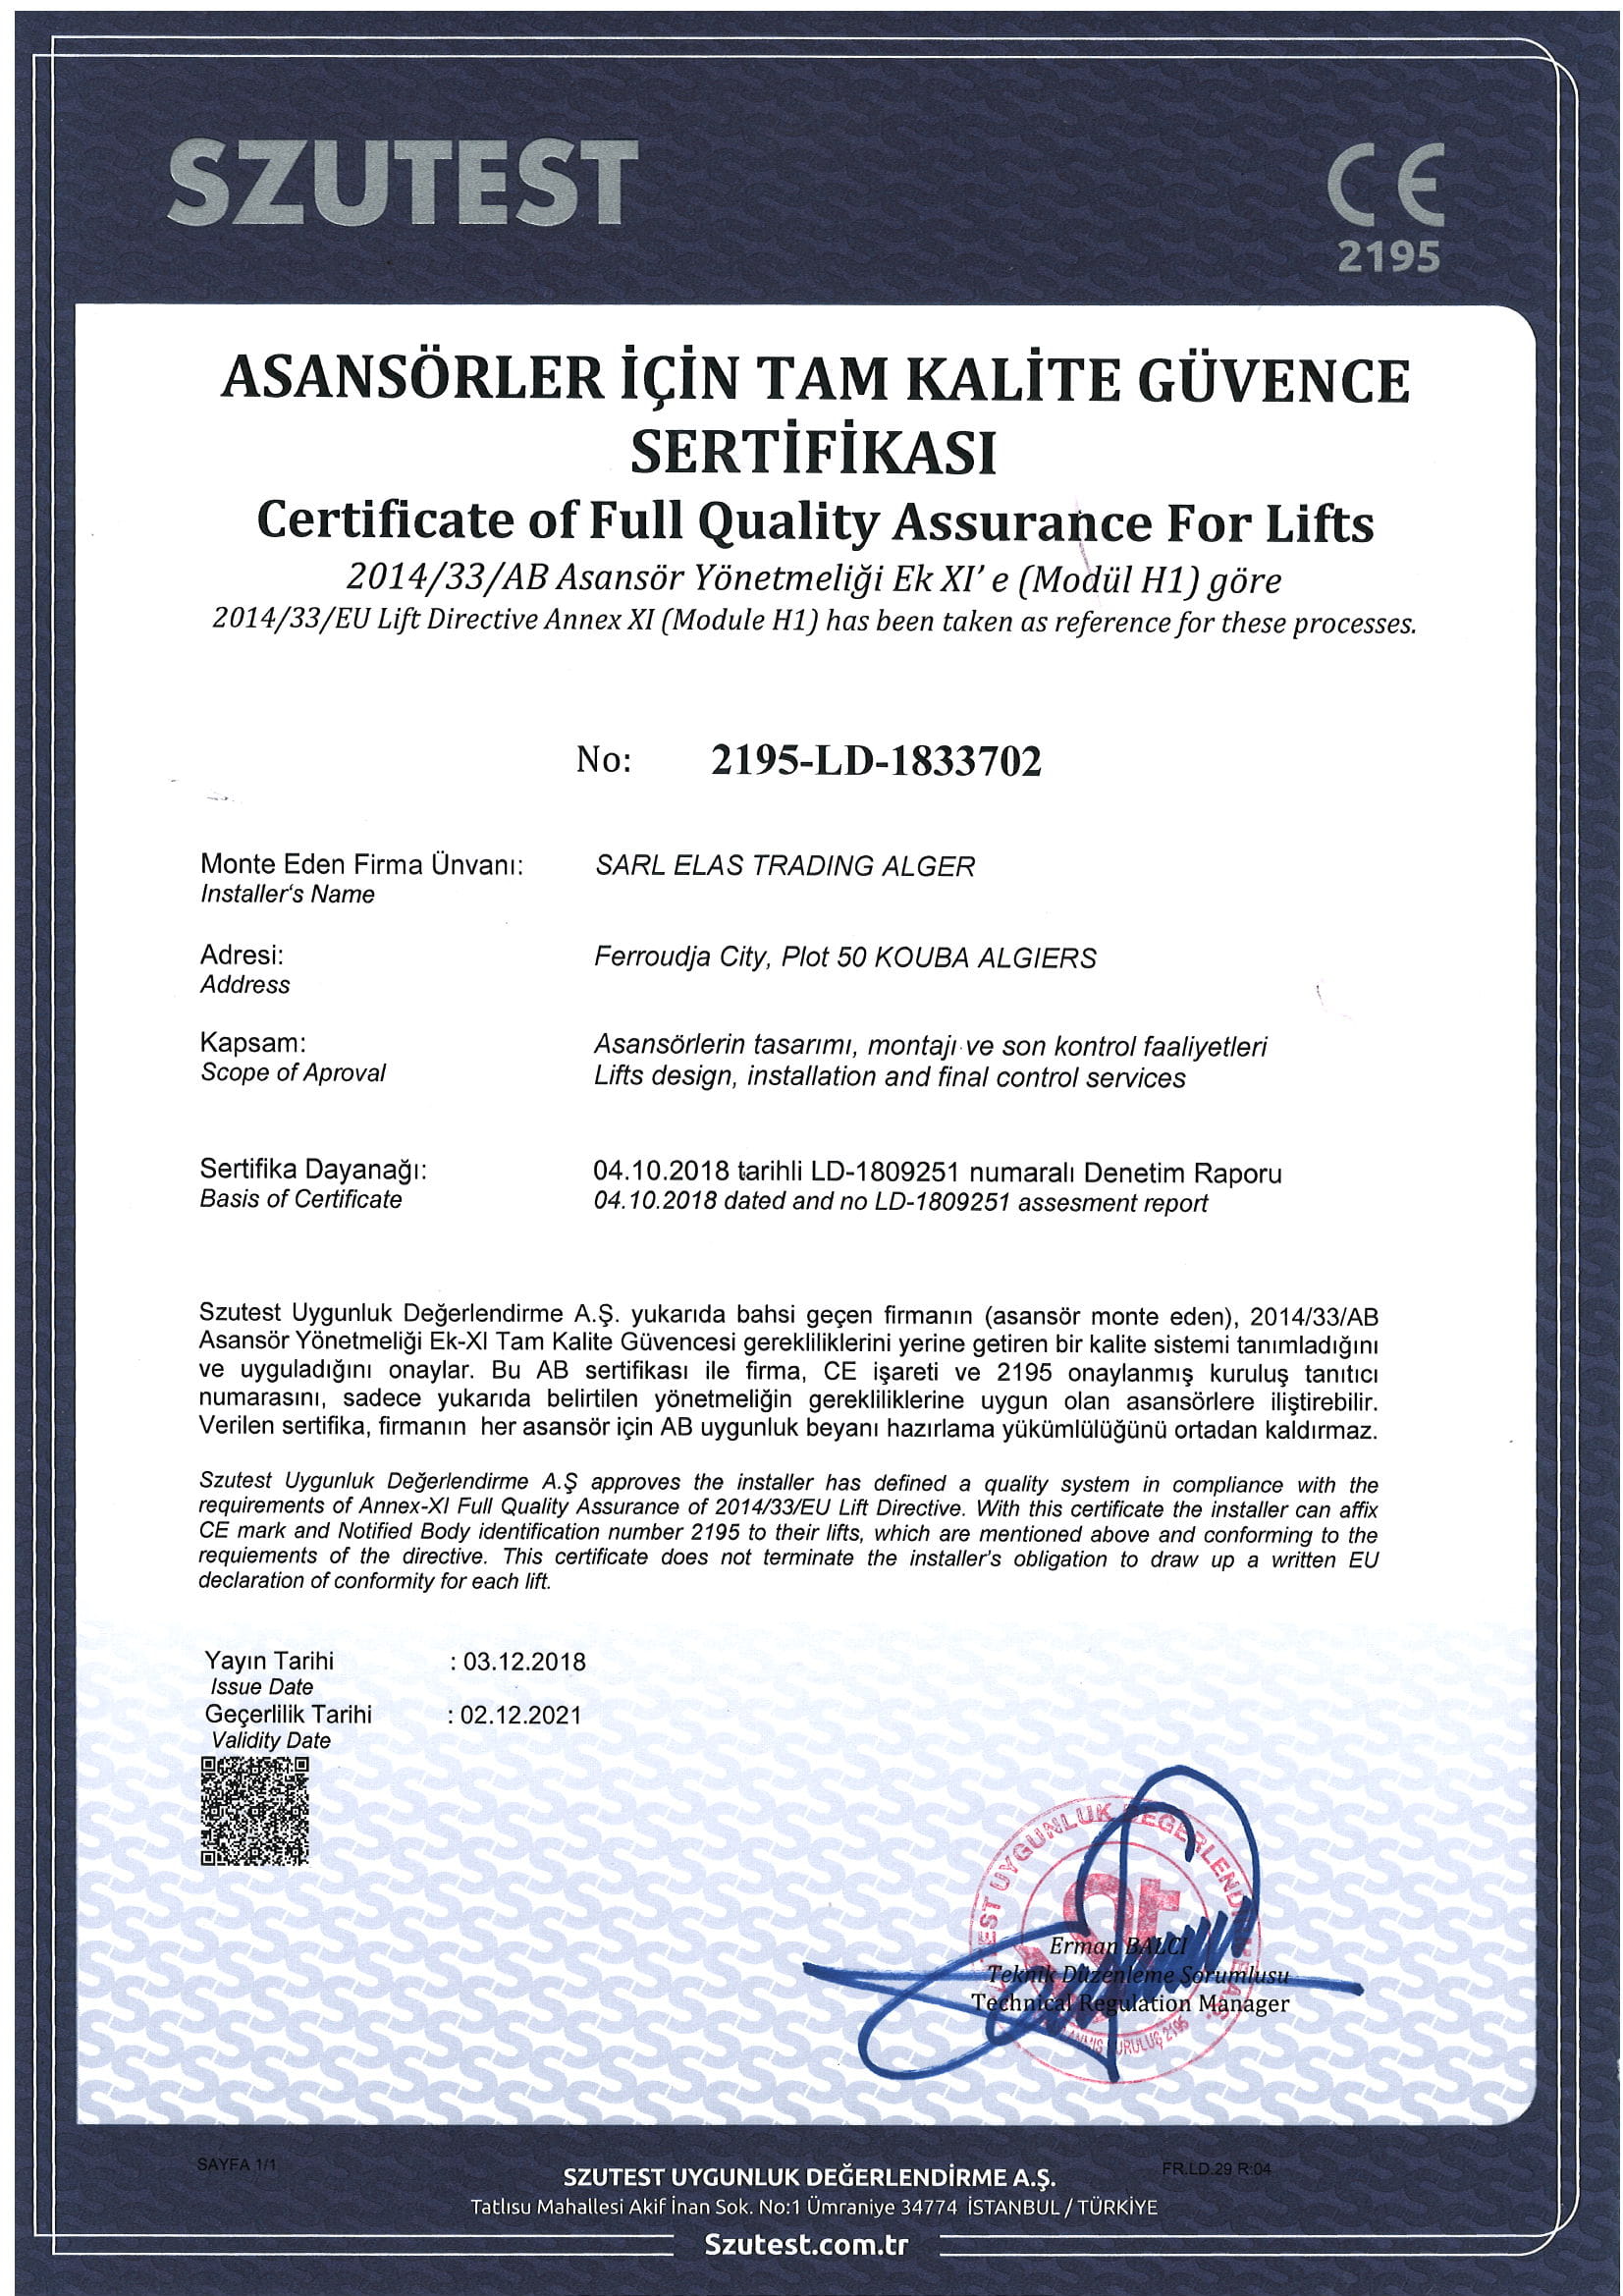 SZUTEST
CE
2195
ASANSÖRLER İÇİN TAM KALİTE GÜVENCE
SERTİFİKASI
Certificate of Full Quality Assurance For Lifts
2014/33/AB Asansör Yönetmeliği Ek XI' e (Modül H1) göre
2014/33/EU Lift Directive Annex XI (Module H1) has been taken as reference for these processes.
No: 2195-LD-1833702
Monte Eden Firma Ünvanı: SARL ELAS TRADING ALGER
Installer's Name
Adresi: Ferroudja City, Plot 50 KOUBA ALGIERS
Address
Kapsam: Asansörlerin tasarımı, montajı ve son kontrol faaliyetleri
Scope of Aproval Lifts design, installation and final control services
Sertifika Dayanağı: 04.10.2018 tarihli LD-1809251 numaralı Denetim Raporu
Basis of Certificate 04.10.2018 dated and no LD-1809251 assesment report
Szutest Uygunluk Değerlendirme A.Ş. yukarıda bahsi geçen firmanın (asansör monte eden), 2014/33/AB
Asansör Yönetmeliği Ek-XI Tam Kalite Güvencesi gerekliliklerini yerine getiren bir kalite sistemi tanımladığını
ve uyguladığını onaylar. Bu AB sertifikası ile firma, CE işareti ve 2195 onaylanmış kuruluş tanıtıcı
numarasını, sadece yukarıda belirtilen yönetmeliğin gerekliliklerine uygun olan asansörlere iliştirebilir.
Verilen sertifika, firmanın her asansör için AB uygunluk beyanı hazırlama yükümlülüğünü ortadan kaldırmaz.
Szutest Uygunluk Değerlendirme A.Ş approves the installer has defined a quality system in compliance with the
requirements of Annex-XI Full Quality Assurance of 2014/33/EU Lift Directive. With this certificate the installer can affix
CE mark and Notified Body identification number 2195 to their lifts, which are mentioned above and conforming to the
requiements of the directive. This certificate does not terminate the installer's obligation to draw up a written EU
declaration of conformity for each lift.
Yayın Tarihi : 03.12.2018
Issue Date
Geçerlilik Tarihi : 02.12.2021
Validity Date
UYGUNLUK
Erman BALCI
Teknik Düzenleme Sorumlusu
Technical Regulation Manager
2195
SAYFA 1/1
FR.LD.29 R:04
SZUTEST UYGUNLUK DEĞERLENDİRME A.Ş.
Tatlısu Mahallesi Akif İnan Sok. No:1 Ümraniye 34774 İSTANBUL / TÜRKİYE
Szutest.com.tr